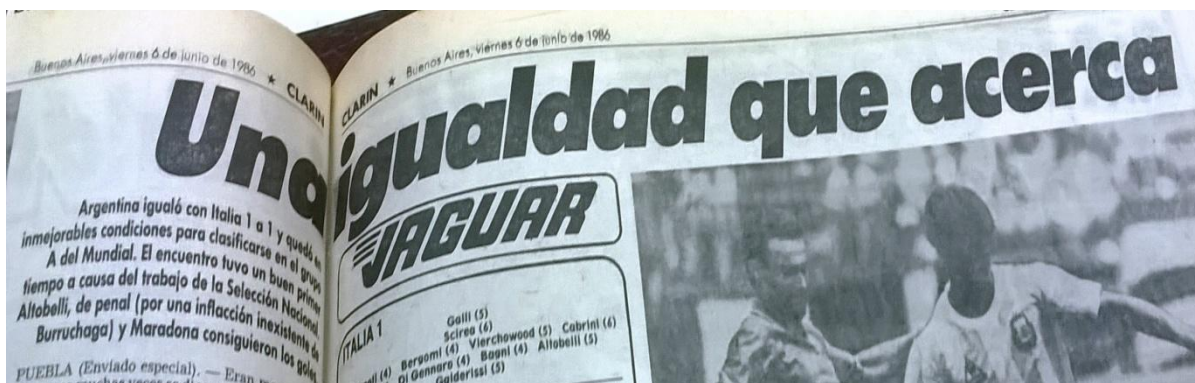 Buenos Aires, viernes 6 de junio de 1986 ★ CLARIN
CLARIN ★ Buenos Aires, viernes 6 de junio de 1986
Una igualdad que acerca
Argentina igualó con Italia 1 a 1 y quedó en
inmejorables condiciones para clasificarse en el grupo
A del Mundial. El encuentro tuvo un buen primer
tiempo a causa del trabajo de la Selección Nacional.
Altobelli, de penal (por una inflacción inexistente de
Burruchaga) y Maradona consiguieron los goles.
PUEBLA (Enviado especial). — Eran
JAGUAR
ITALIA 1
Galli (5)
Scirea (6)
Bergomi (4) Vierchowood (5) Cabrini (6)
(4) Di Gennaro (4) Bagni (4) Altobelli (5)
Galderissi (5)